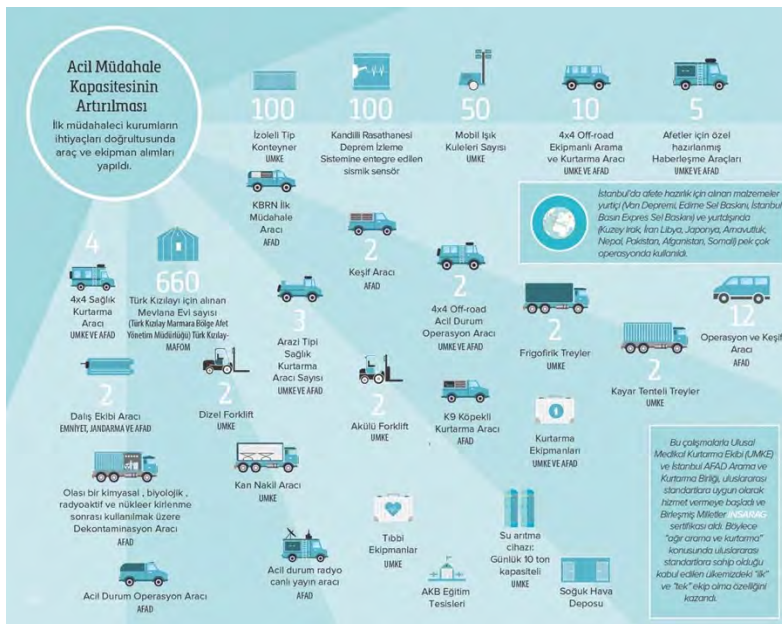 Acil Müdahale
Kapasitesinin
Artırılması
İlk müdahaleci kurumların
ihtiyaçları doğrultusunda
araç ve ekipman alımları
yapıldı.
100
İzoleli Tip
Konteyner
UMKE
100
Kandilli Rasathanesi
Deprem İzleme
Sistemine entegre edilen
sismik sensör
50
Mobil Işık
Kuleleri Sayısı
UMKE
10
4x4 Off-road
Ekipmanlı Arama
ve Kurtarma Aracı
UMKE VE AFAD
5
Afetler için özel
hazırlanmış
Haberleşme Araçları
UMKE VE AFAD
İstanbul'da afete hazırlık için alınan malzemeler
yurtiçi (Van Depremi, Edirne Sel Baskını, İstanbul
Basın Expres Sel Baskını) ve yurtdışında
(Kuzey Irak, İran Libya, Japonya, Arnavutluk,
Nepal, Pakistan, Afganistan, Somali) pek çok
operasyonda kullanıldı.
KBRN İlk
Müdahale
Aracı
AFAD
2
Keşif Aracı
AFAD
4
4x4 Sağlık
Kurtarma
Aracı
UMKE VE AFAD
660
Türk Kızılayı için alınan
Mevlana Evi sayısı
(Türk Kızılay Marmara Bölge Afet
Yönetim Müdürlüğü) Türk Kızılay-
MAFOM
3
Arazi Tipi
Sağlık
Kurtarma
Aracı Sayısı
UMKE VE AFAD
2
4x4 Off-road
Acil Durum
Operasyon Aracı
UMKE VE AFAD
2
Frigofirik Treyler
UMKE
2
Kayar Tenteli Treyler
UMKE
12
Operasyon ve Keşif
Aracı
AFAD
2
Dalış Ekibi Aracı
EMNİYET, JANDARMA VE AFAD
2
Dizel Forklift
UMKE
2
Akülü Forklift
UMKE
K9 Köpekli
Kurtarma Aracı
AFAD
Kurtarma
Ekipmanları
UMKE VE AFAD
Olası bir kimyasal , biyolojik ,
radyoaktif ve nükleer kirlenme
sonrası kullanılmak üzere
Dekontaminasyon Aracı
AFAD
Kan Nakil Aracı
UMKE
Tıbbi
Ekipmanlar
UMKE
Su arıtma
cihazı:
Günlük 10 ton
kapasiteli
UMKE
Acil Durum Operasyon Aracı
AFAD
Acil durum radyo
canlı yayın aracı
AFAD
AKB Eğitim
Tesisleri
Soğuk Hava
Deposu
Bu çalışmalarla Ulusal
Medikal Kurtarma Ekibi (UMKE)
ve İstanbul AFAD Arama ve
Kurtarma Birliği, uluslararası
standartlara uygun olarak
hizmet vermeye başladı ve
Birleşmiş Milletler INSARAG
sertifikası aldı. Böylece
"ağır arama ve kurtarma"
konusunda uluslararası
standartlara sahip olduğu
kabul edilen ülkemizdeki "ilk"
ve "tek" ekip olma özelliğini
kazandı.